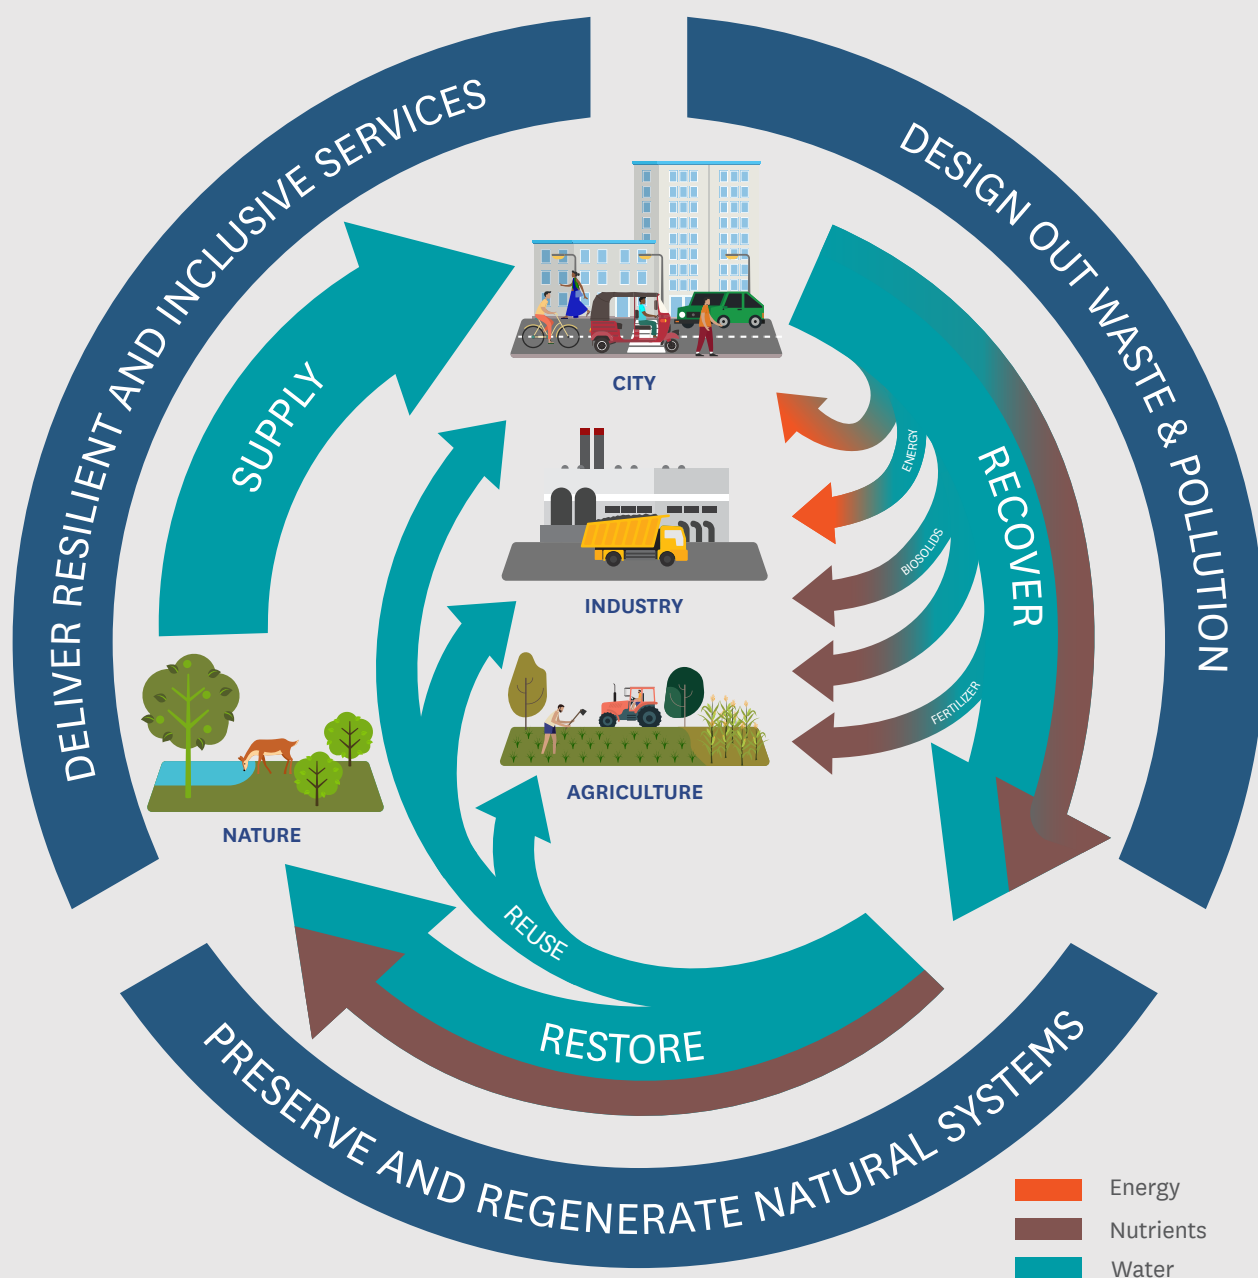 DELIVER RESILIENT AND INCLUSIVE SERVICES
DESIGN OUT WASTE & POLLUTION
SUPPLY
CITY
ENERGY
RECOVER
BIOSOLIDS
INDUSTRY
FERTILIZER
AGRICULTURE
NATURE
REUSE
RESTORE
PRESERVE AND REGENERATE NATURAL SYSTEMS
Energy
Nutrients
Water